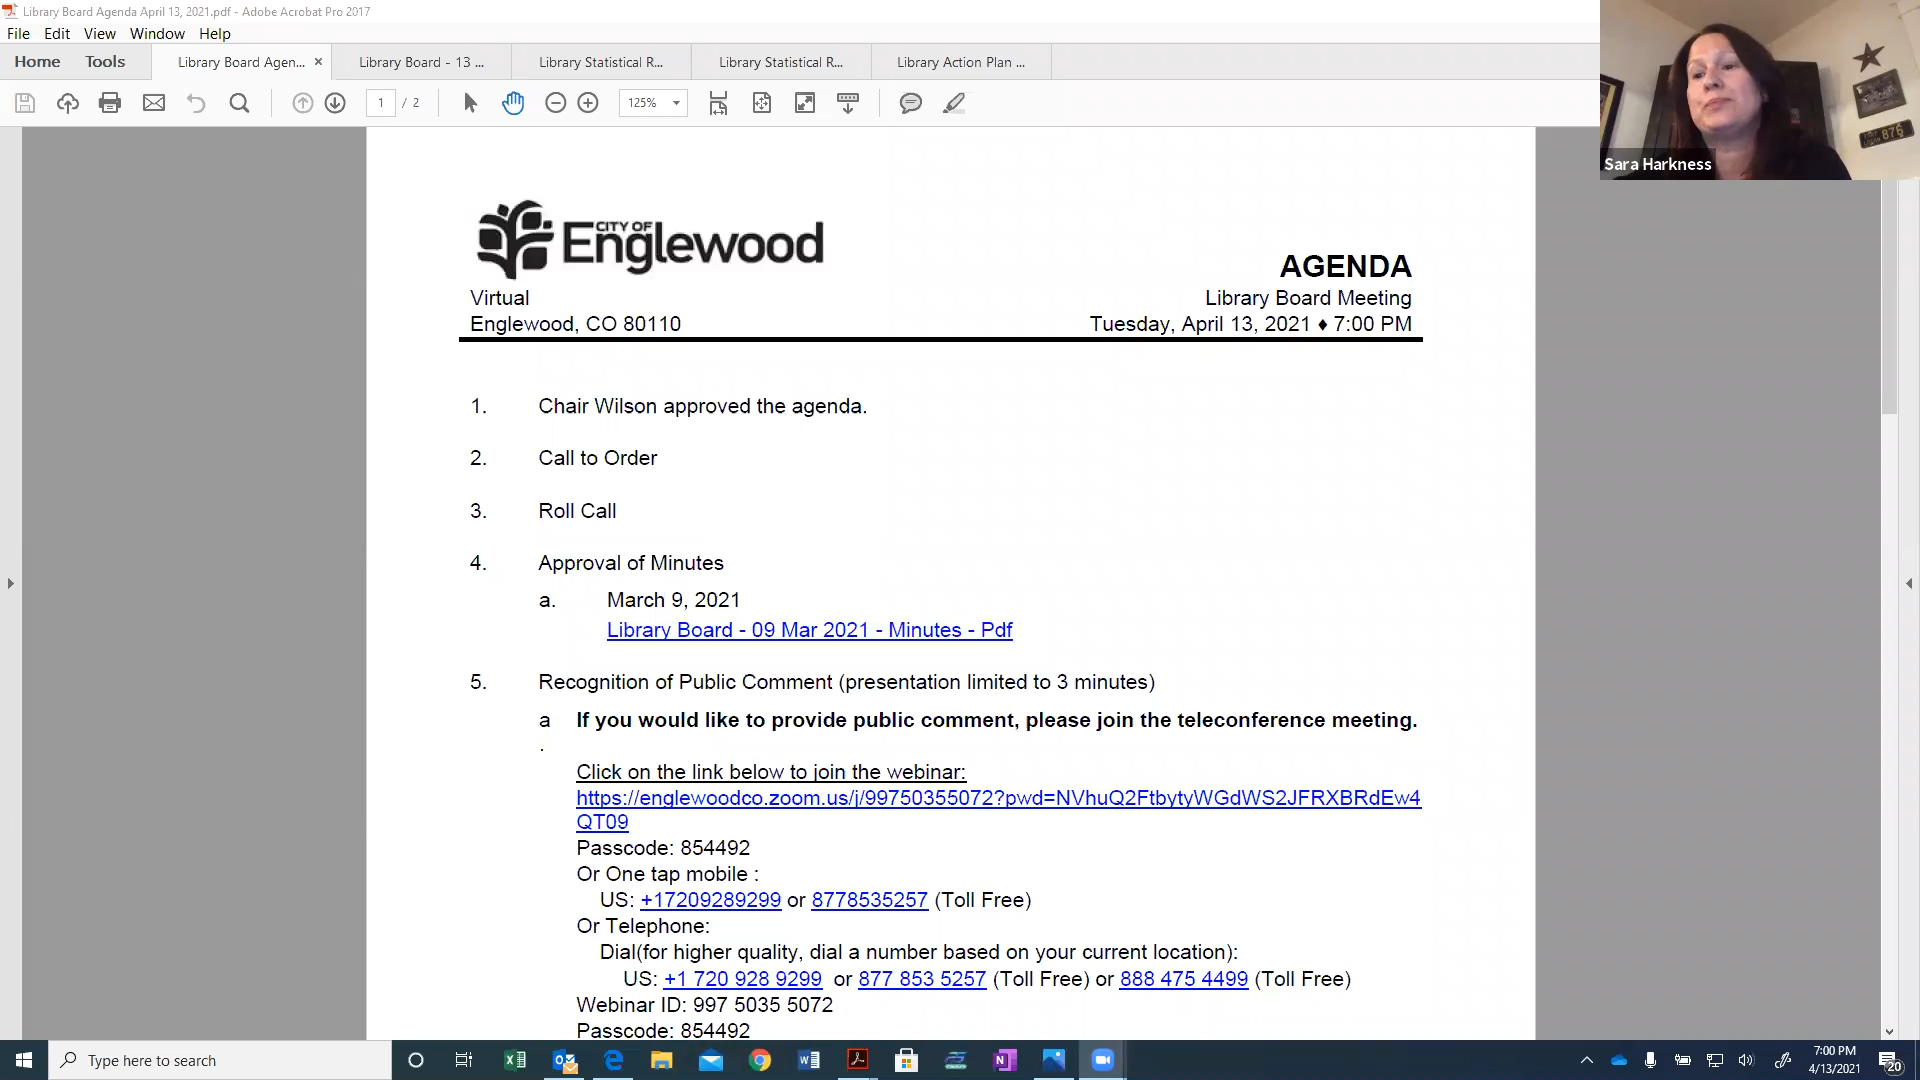 Library Board Agenda April 13, 2021.pdf - Adobe Acrobat Pro 2017
File Edit View Window Help
Home Tools Library Board Agen... × Library Board - 13 ... Library Statistical R... Library Statistical R... Library Action Plan ...
1 / 2 125%
Sara Harkness
876
CITY OF
Englewood
AGENDA
Virtual Library Board Meeting
Englewood, CO 80110 Tuesday, April 13, 2021 ♦ 7:00 PM
1. Chair Wilson approved the agenda.
2. Call to Order
3. Roll Call
4. Approval of Minutes
a. March 9, 2021
Library Board - 09 Mar 2021 - Minutes - Pdf
5. Recognition of Public Comment (presentation limited to 3 minutes)
a If you would like to provide public comment, please join the teleconference meeting.
.
Click on the link below to join the webinar:
https://englewoodco.zoom.us/j/99750355072?pwd=NVhuQ2FtbytyWGdWS2JFRXBRdEw4
QT09
Passcode: 854492
Or One tap mobile :
US: +17209289299 or 8778535257 (Toll Free)
Or Telephone:
Dial(for higher quality, dial a number based on your current location):
US: +1 720 928 9299 or 877 853 5257 (Toll Free) or 888 475 4499 (Toll Free)
Webinar ID: 997 5035 5072
Passcode: 854492
Type here to search
7:00 PM
4/13/2021
20